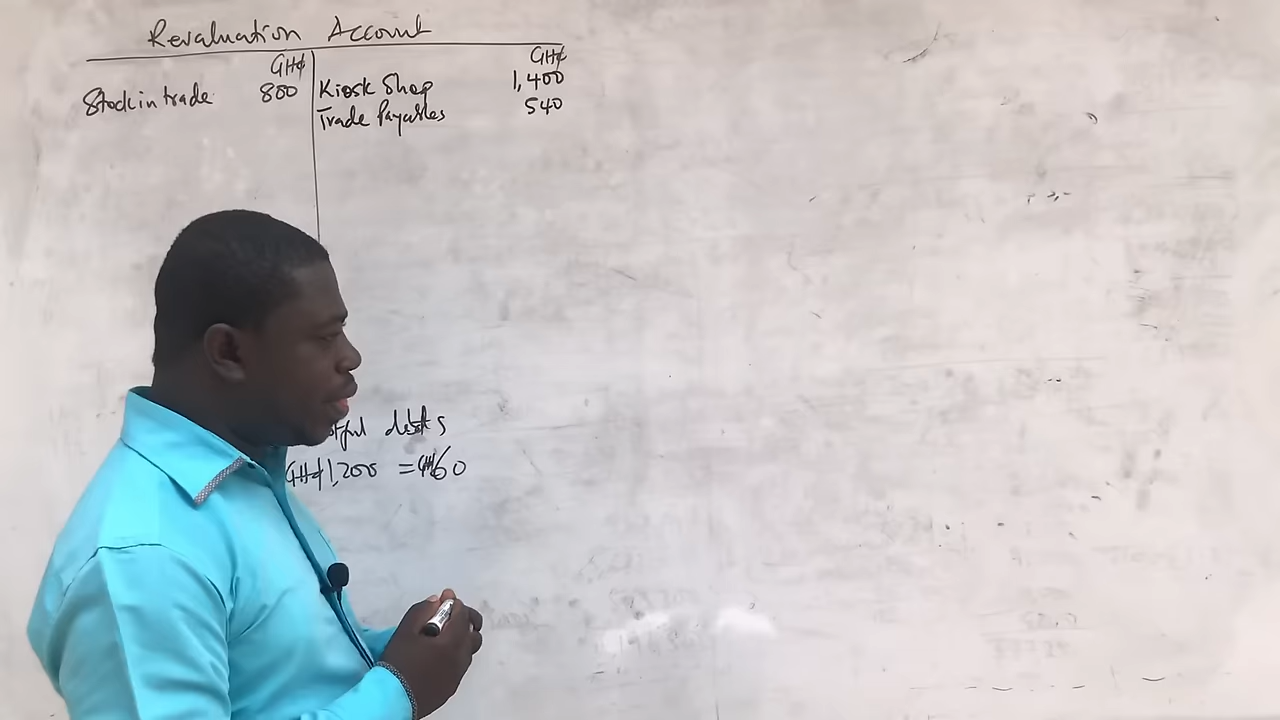 Revaluation Account
GH¢ GH¢
Stock in trade 800 Kiosk Shop 1,400
Trade Payables 540
debts
GH¢1,200 = GH¢60